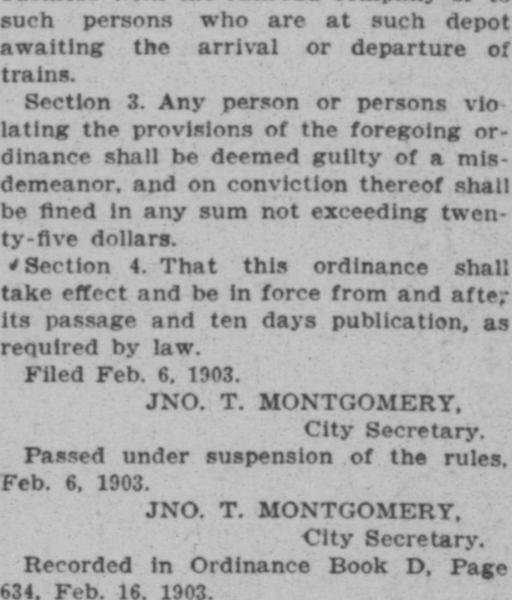 such persons who are at such depot
awaiting the arrival or departure of
trains.
Section 3. Any person or persons vio-
lating the provisions of the foregoing or-
dinance shall be deemed guilty of a mis-
demeanor, and on conviction thereof shall
be fined in any sum not exceeding twen-
ty-five dollars.
Section 4. That this ordinance shall
take effect and be in force from and after
its passage and ten days publication, as
required by law.
Filed Feb. 6, 1903.
JNO. T. MONTGOMERY,
City Secretary.
Passed under suspension of the rules,
Feb. 6, 1903.
JNO. T. MONTGOMERY,
City Secretary.
Recorded in Ordinance Book D, Page
634, Feb. 16, 1903.